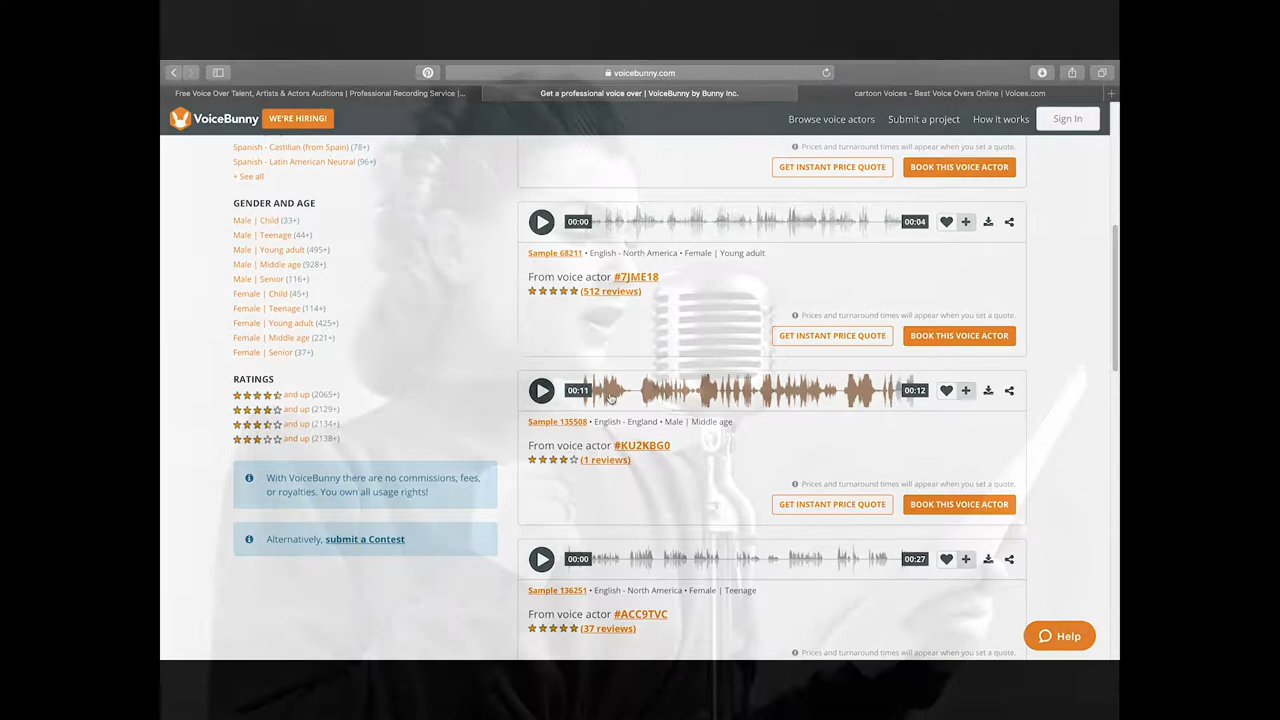 voicebunny.com
Free Voice Over Talent, Artists & Actors Auditions | Professional Recording Service |...
Get a professional voice over | VoiceBunny by Bunny Inc.
cartoon Voices – Best Voice Overs Online | Voices.com
VoiceBunny
WE'RE HIRING!
Browse voice actors
Submit a project
How it works
Sign In
Spanish - Castilian (from Spain) (78+)
Spanish - Latin American Neutral (96+)
+ See all
GENDER AND AGE
Male | Child (33+)
Male | Teenage (44+)
Male | Young adult (495+)
Male | Middle age (928+)
Male | Senior (116+)
Female | Child (45+)
Female | Teenage (114+)
Female | Young adult (425+)
Female | Middle age (221+)
Female | Senior (37+)
RATINGS
and up (2065+)
and up (2129+)
and up (2134+)
and up (2138+)
With VoiceBunny there are no commissions, fees,
or royalties. You own all usage rights!
Alternatively, submit a Contest
Prices and turnaround times will appear when you set a quote.
GET INSTANT PRICE QUOTE
BOOK THIS VOICE ACTOR
00:00
00:04
Sample 68211 • English - North America • Female | Young adult
From voice actor #7JME18
(512 reviews)
Prices and turnaround times will appear when you set a quote.
GET INSTANT PRICE QUOTE
BOOK THIS VOICE ACTOR
00:11
00:12
Sample 135508 • English - England • Male | Middle age
From voice actor #KU2KBG0
(1 reviews)
Prices and turnaround times will appear when you set a quote.
GET INSTANT PRICE QUOTE
BOOK THIS VOICE ACTOR
00:00
00:27
Sample 136251 • English - North America • Female | Teenage
From voice actor #ACC9TVC
(37 reviews)
Prices and turnaround times will appear when you set a quote.
Help